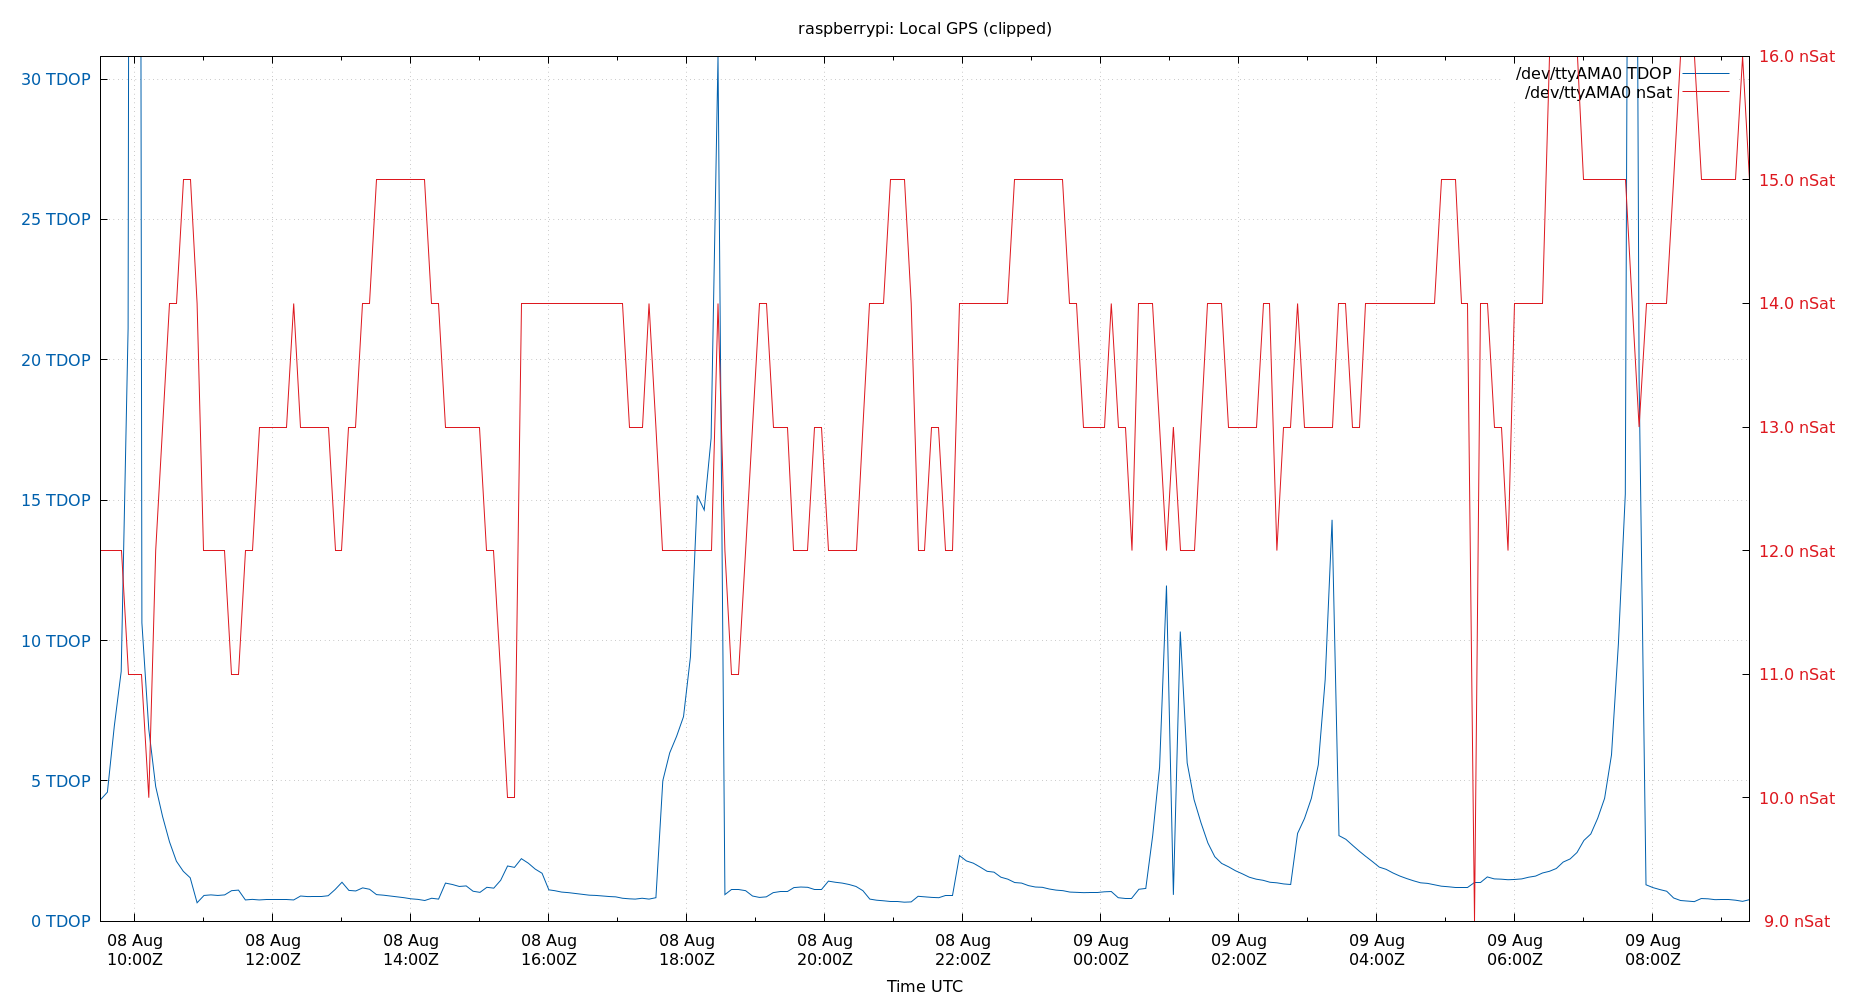 raspberrypi: Local GPS (clipped)
/dev/ttyAMA0 TDOP
/dev/ttyAMA0 nSat
30 TDOP
25 TDOP
20 TDOP
15 TDOP
10 TDOP
5 TDOP
0 TDOP
16.0 nSat
15.0 nSat
14.0 nSat
13.0 nSat
12.0 nSat
11.0 nSat
10.0 nSat
9.0 nSat
08 Aug
10:00Z
08 Aug
12:00Z
08 Aug
14:00Z
08 Aug
16:00Z
08 Aug
18:00Z
08 Aug
20:00Z
08 Aug
22:00Z
09 Aug
00:00Z
09 Aug
02:00Z
09 Aug
04:00Z
09 Aug
06:00Z
09 Aug
08:00Z
Time UTC